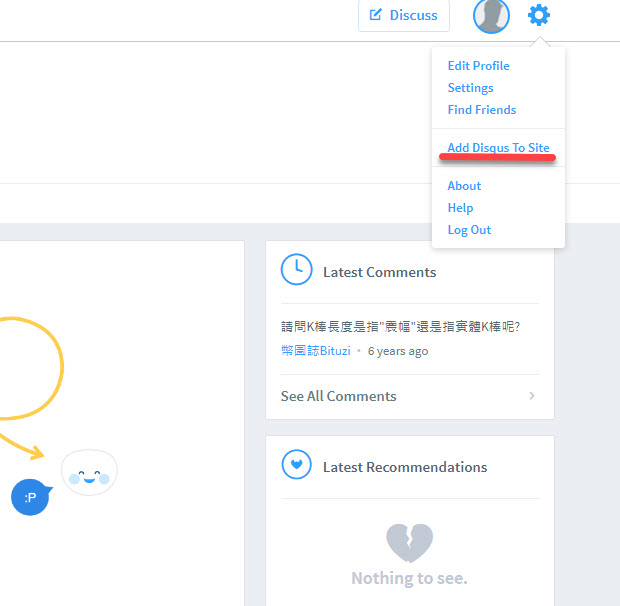 Discuss
Edit Profile
Settings
Find Friends
Add Disqus To Site
About
Help
Log Out
Latest Comments
請問K棒長度是指"震幅"還是指實體K棒呢?
幣圖誌Bituzi • 6 years ago
See All Comments
:P
Latest Recommendations
Nothing to see.